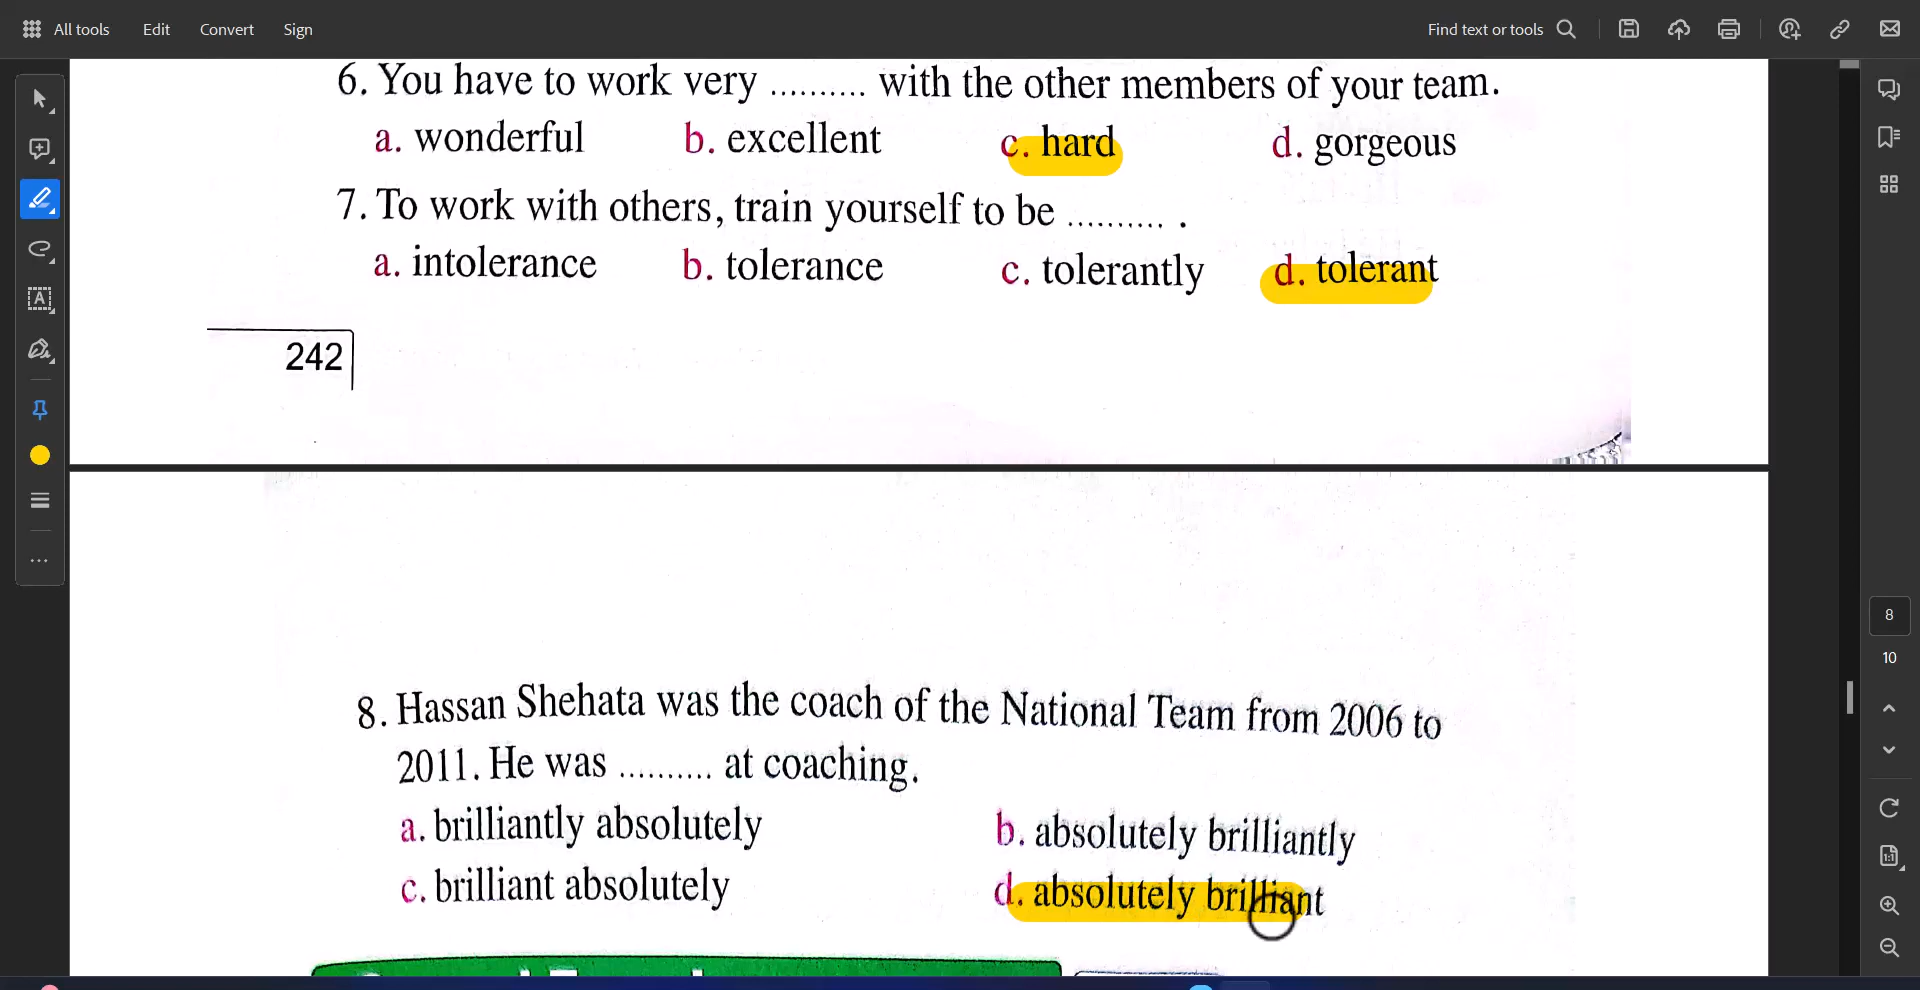 All tools Edit Convert Sign Find text or tools
6. You have to work very .......... with the other members of your team.
a. wonderful b. excellent c. hard d. gorgeous
7. To work with others, train yourself to be .......... .
a. intolerance b. tolerance c. tolerantly d. tolerant
242
8
10
8. Hassan Shehata was the coach of the National Team from 2006 to
2011. He was .......... at coaching.
a. brilliantly absolutely b. absolutely brilliantly
c. brilliant absolutely d. absolutely brilliant